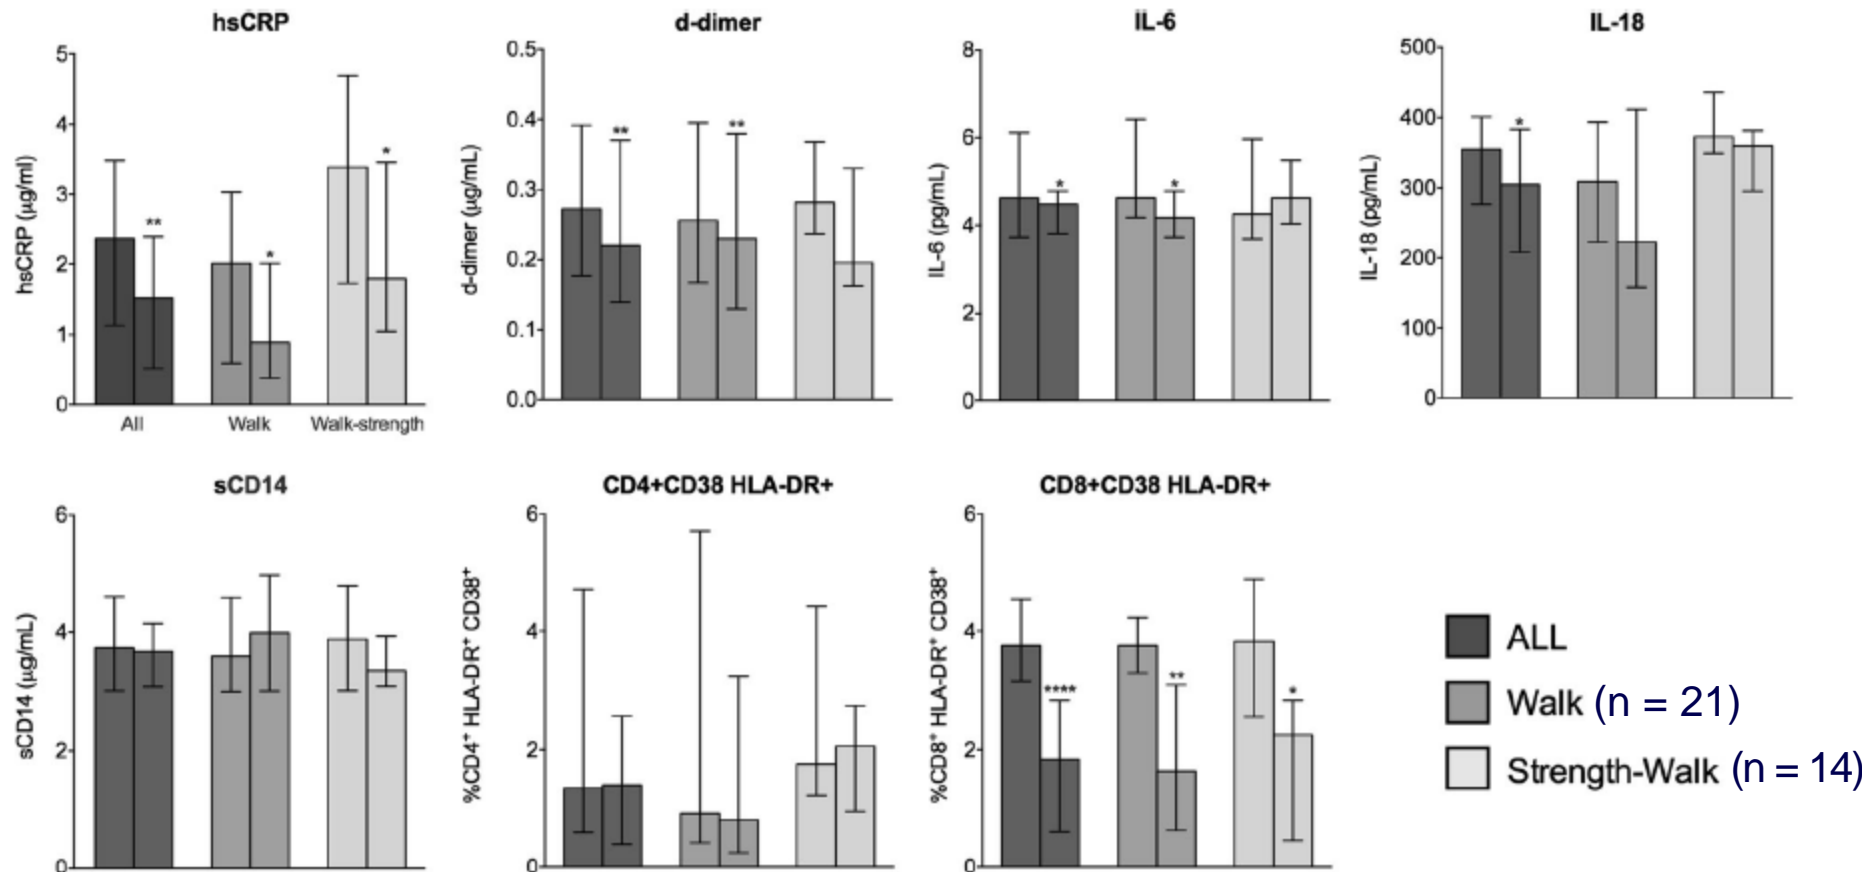 hsCRP
hsCRP (µg/ml)
5
4
3
2
1
0
**
*
*
All
Walk
Walk-strength
d-dimer
d-dimer (µg/mL)
0.5
0.4
0.3
0.2
0.1
0.0
**
**
IL-6
IL-6 (pg/mL)
8
6
4
2
0
*
*
IL-18
IL-18 (pg/mL)
500
400
300
200
100
0
*
sCD14
sCD14 (µg/mL)
6
4
2
0
CD4+CD38 HLA-DR+
%CD4⁺ HLA-DR⁺ CD38⁺
6
4
2
0
CD8+CD38 HLA-DR+
%CD8⁺ HLA-DR⁺ CD38⁺
6
4
2
0
****
**
*
ALL
Walk (n = 21)
Strength-Walk (n = 14)